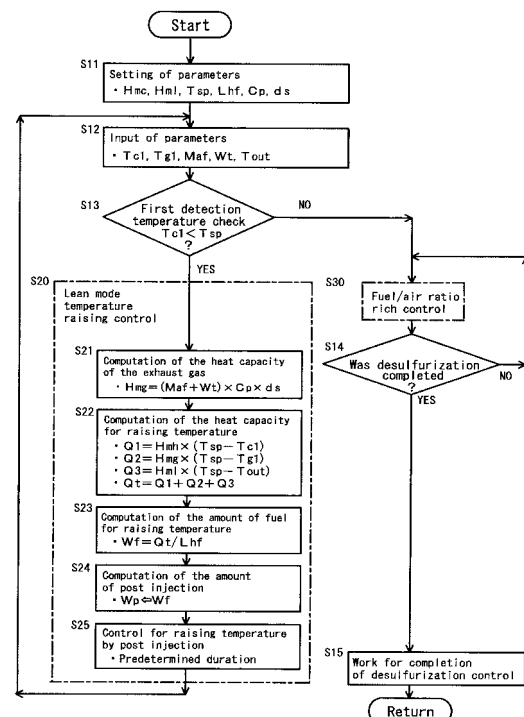 Start
S11
Setting of parameters
・Hmc, Hml, Tsp, Lhf, Cp, ds
S12
Input of parameters
・Tc1, Tg1, Maf, Wt, Tout
S13
First detection
temperature check
Tc1<Tsp
?
NO
YES
S20
Lean mode
temperature
raising control
S30
Fuel/air ratio
rich control
S14
Was desulfurization
completed
?
NO
YES
S21
Computation of the heat capacity
of the exhaust gas
・Hmg=(Maf+Wt)×Cp×ds
S22
Computation of the heat capacity
for raising temperature
・Q1=Hmh×(Tsp−Tc1)
・Q2=Hmg×(Tsp−Tg1)
・Q3=Hml×(Tsp−Tout)
・Qt=Q1+Q2+Q3
S23
Computation of the amount of fuel
for raising temperature
・Wf=Qt/Lhf
S24
Computation of the amount
of post injection
・Wp⇐Wf
S25
Control for raising temperature
by post injection
・Predetermined duration
S15
Work for completion
of desulfurization control
Return